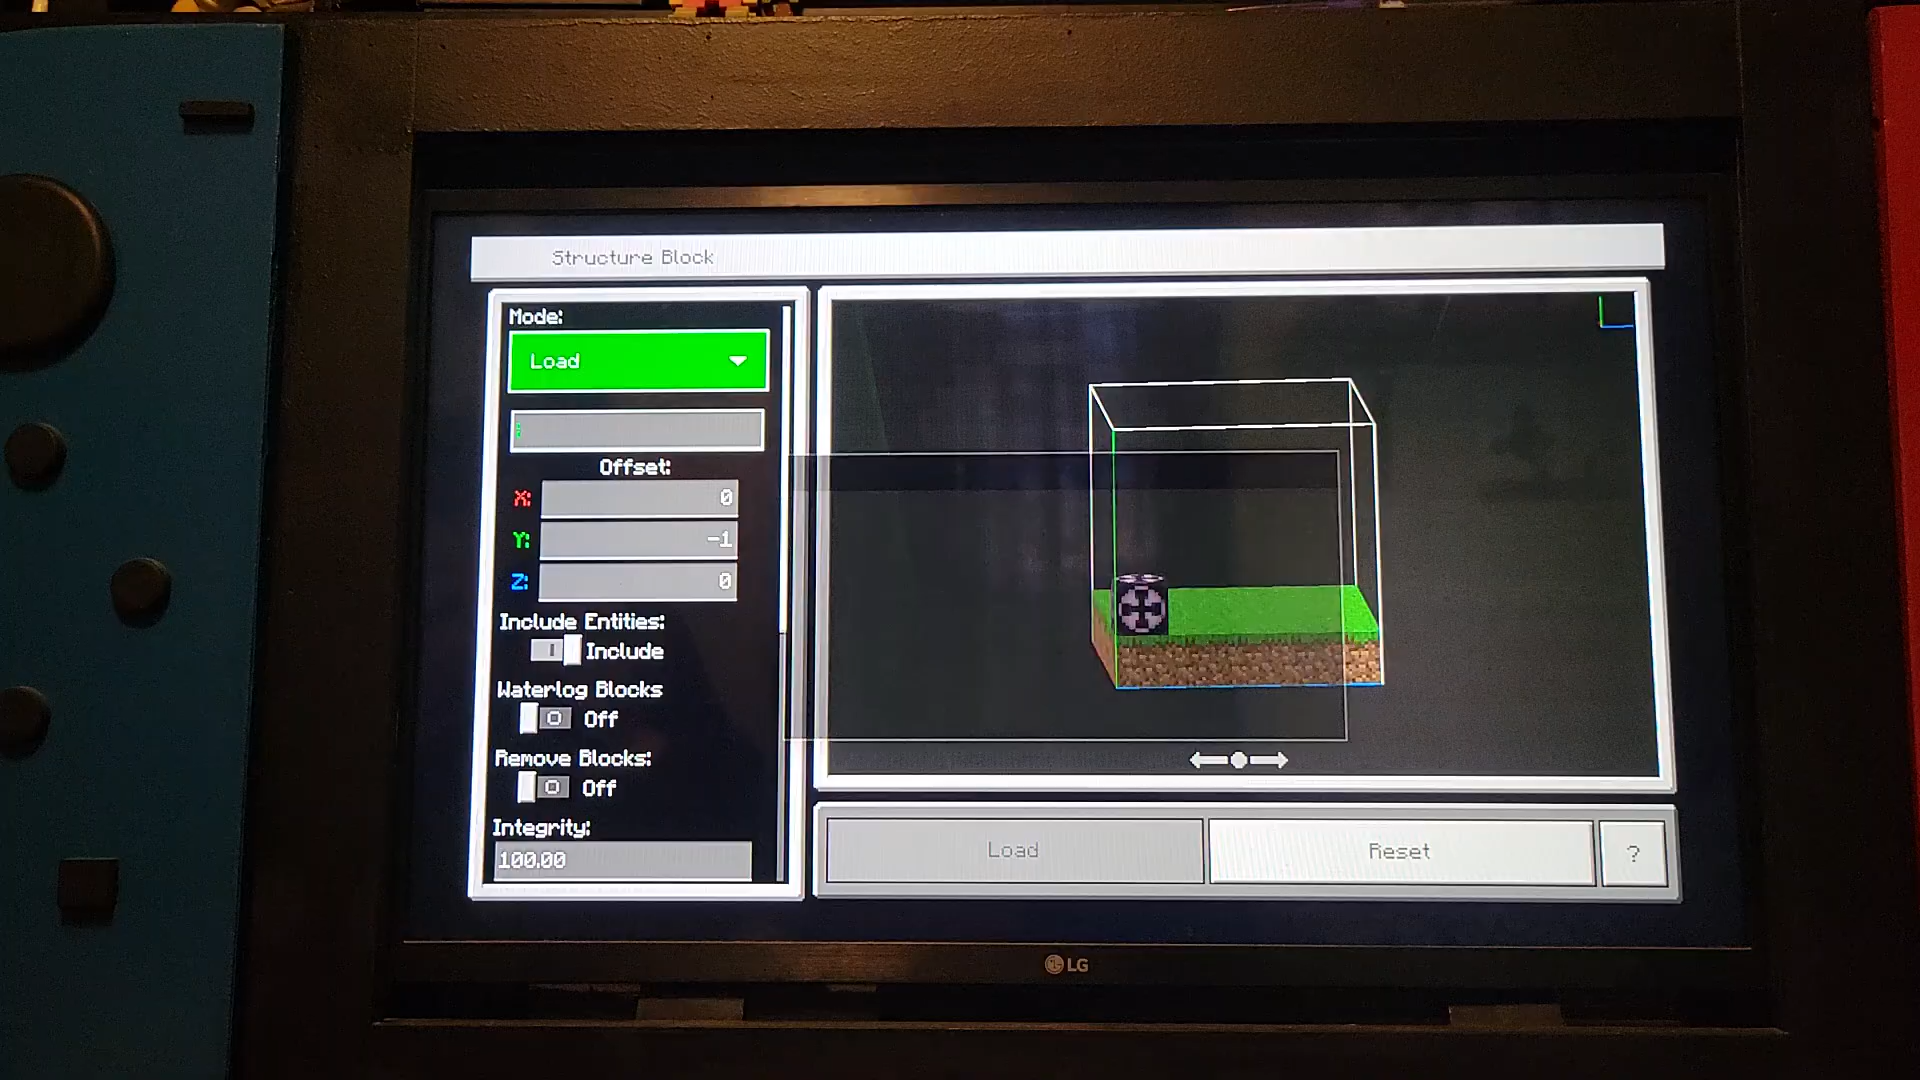 Structure Block
Mode:
Load
Offset:
X: 0
Y: -1
Z: 0
Include Entities:
Include
Waterlog Blocks
Off
Remove Blocks:
Off
Integrity:
100.00
Load
Reset
?
LG